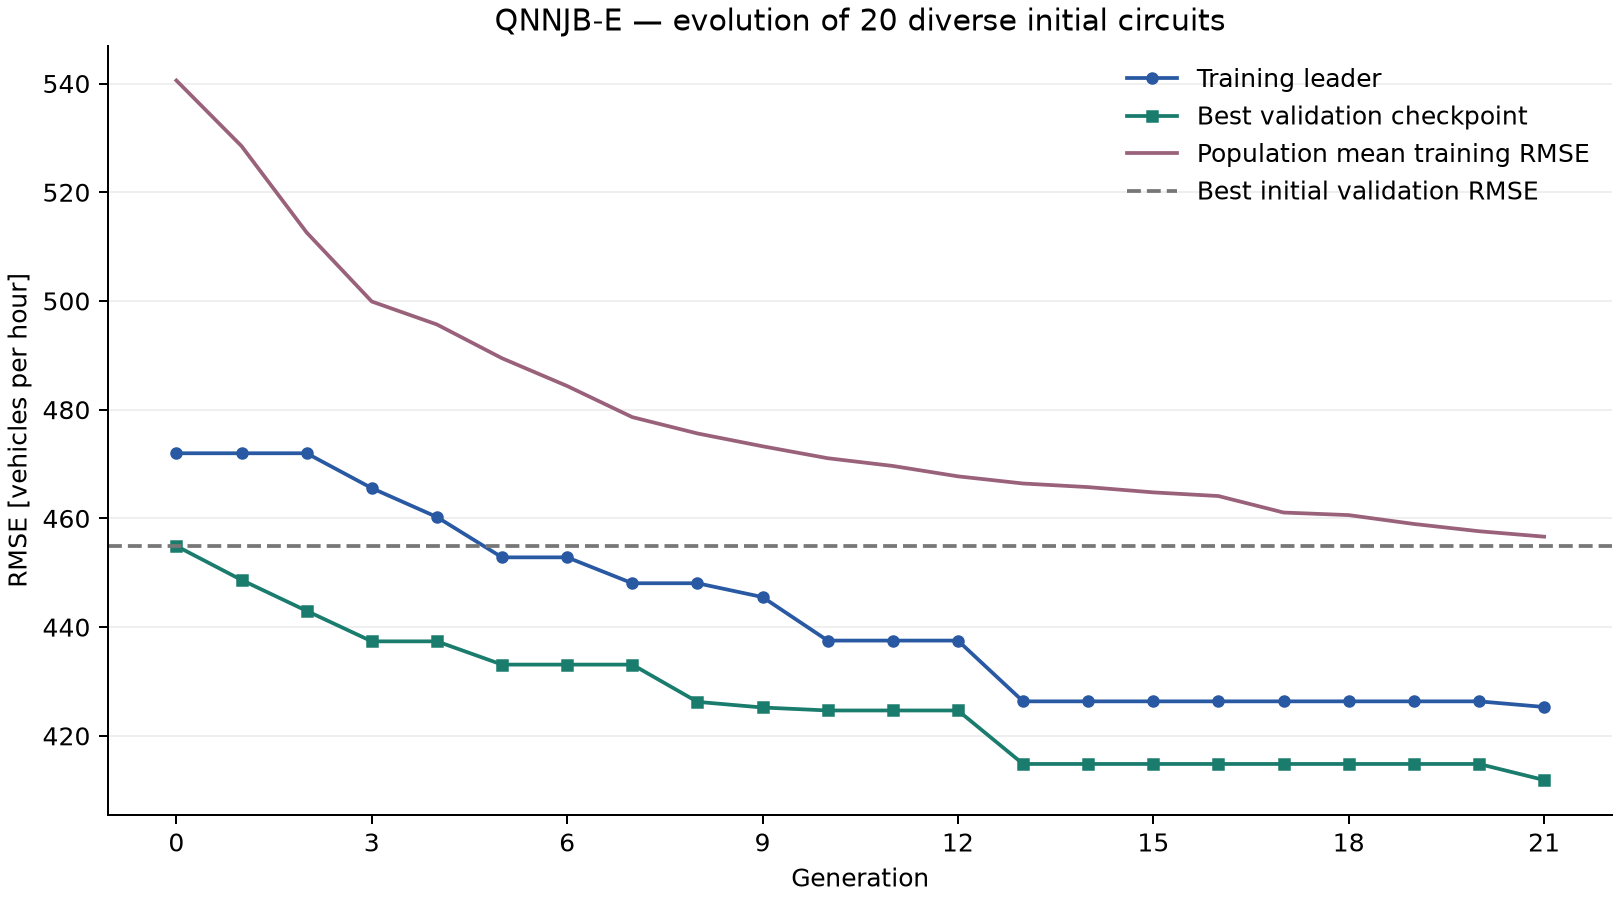 QNNJB-E — evolution of 20 diverse initial circuits
Training leader
Best validation checkpoint
Population mean training RMSE
Best initial validation RMSE
RMSE [vehicles per hour]
540
520
500
480
460
440
420
0 3 6 9 12 15 18 21
Generation